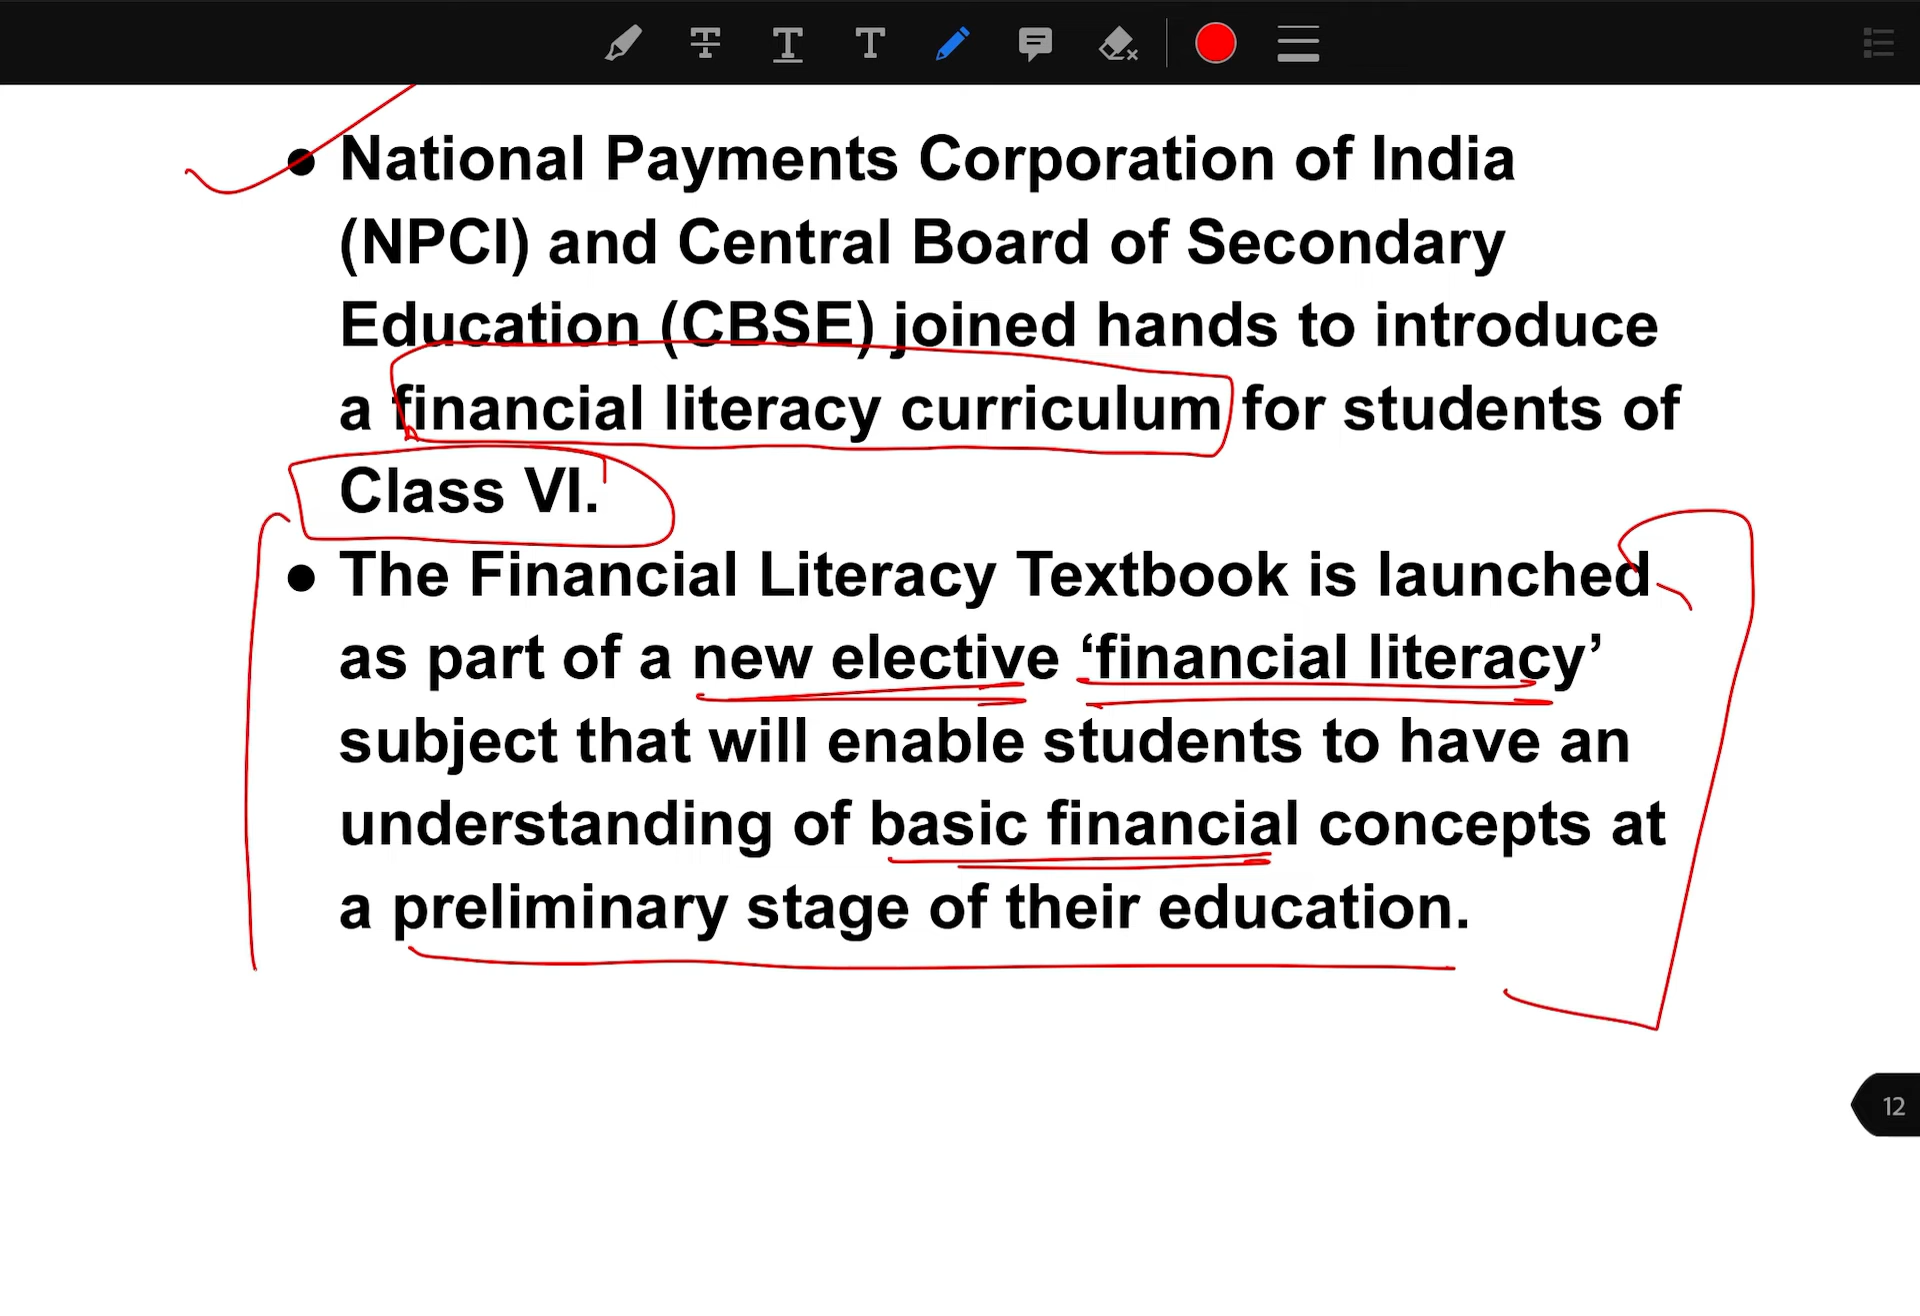 ● National Payments Corporation of India
(NPCI) and Central Board of Secondary
Education (CBSE) joined hands to introduce
a financial literacy curriculum for students of
Class VI.
● The Financial Literacy Textbook is launched
as part of a new elective ‘financial literacy’
subject that will enable students to have an
understanding of basic financial concepts at
a preliminary stage of their education.
12